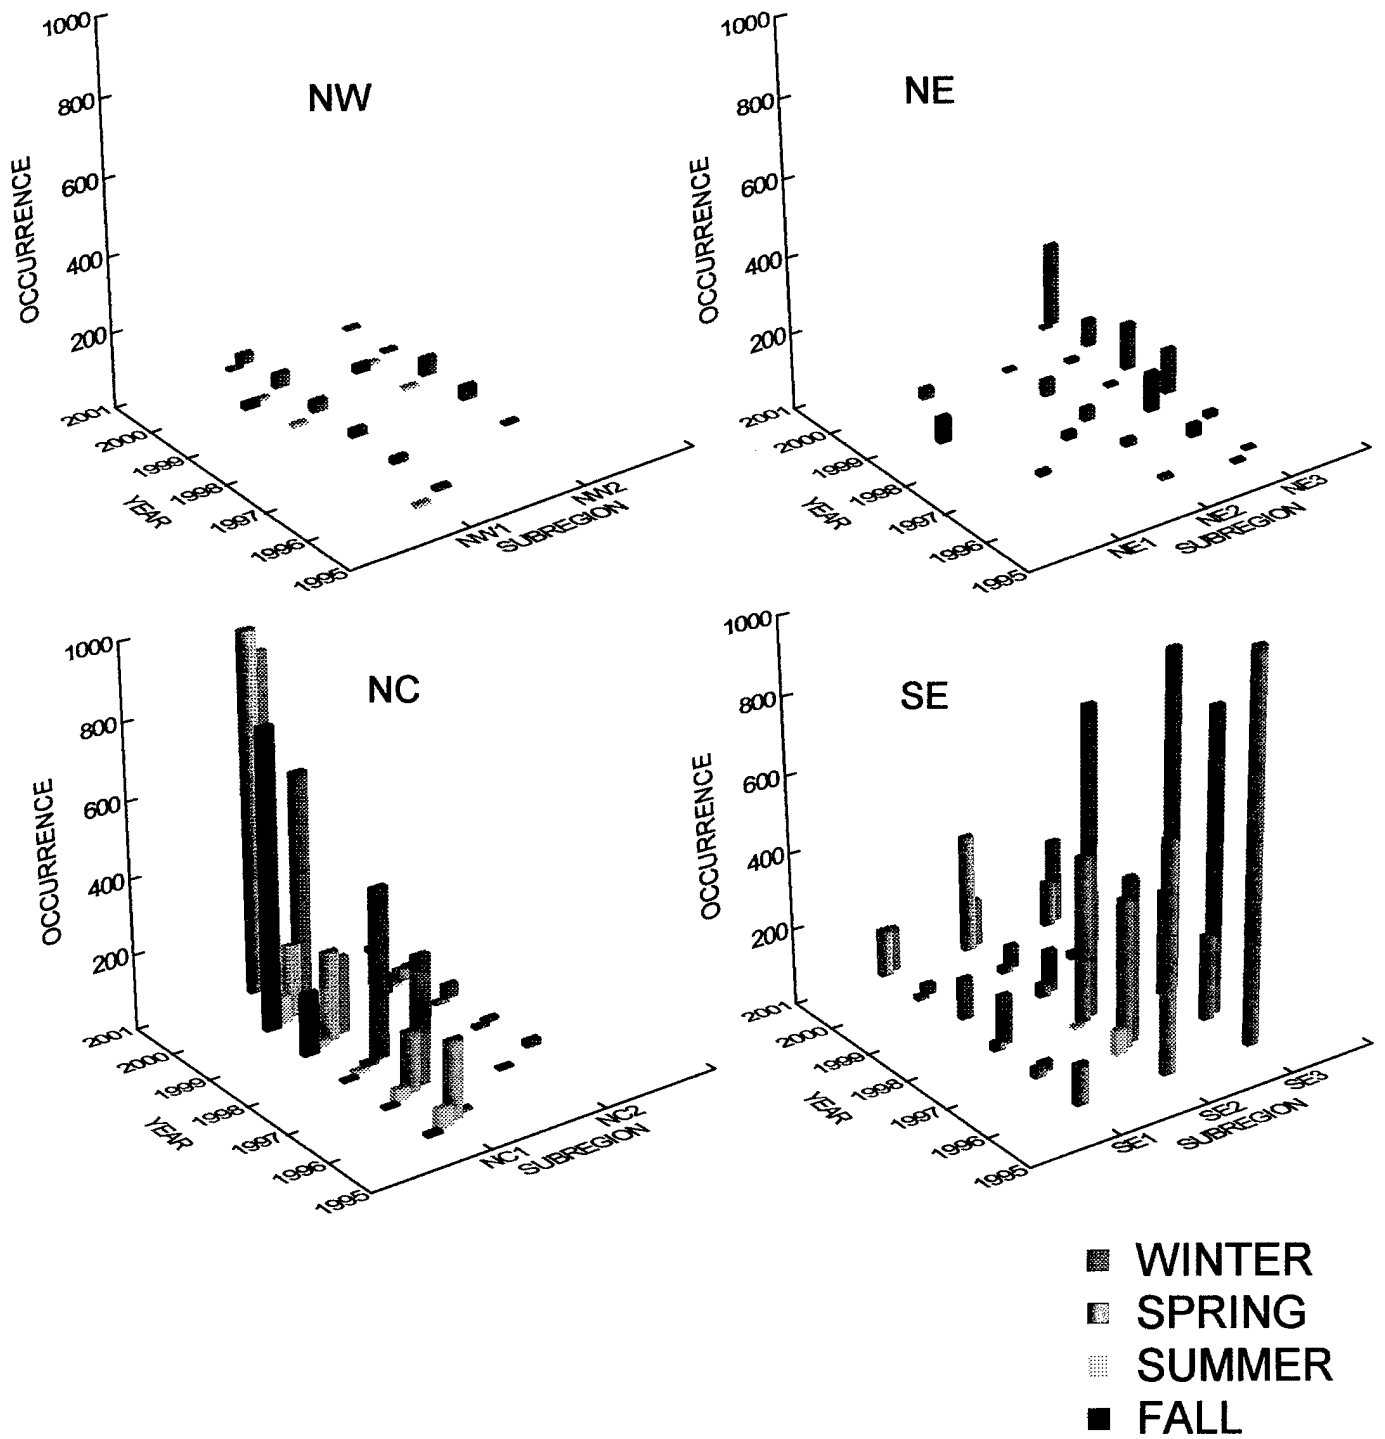 NW
1000
800
600
400
200
OCCURRENCE
2001
2000
1999
1998
1997
1996
1995
YEAR
NW1
NW2
SUBREGION
NE
1000
800
600
400
200
OCCURRENCE
2001
2000
1999
1998
1997
1996
1995
YEAR
NE1
NE2
NE3
SUBREGION
NC
1000
800
600
400
200
OCCURRENCE
2001
2000
1999
1998
1997
1996
1995
YEAR
NC1
NC2
SUBREGION
SE
1000
800
600
400
200
OCCURRENCE
2001
2000
1999
1998
1997
1996
1995
YEAR
SE1
SE2
SE3
SUBREGION
WINTER
SPRING
SUMMER
FALL